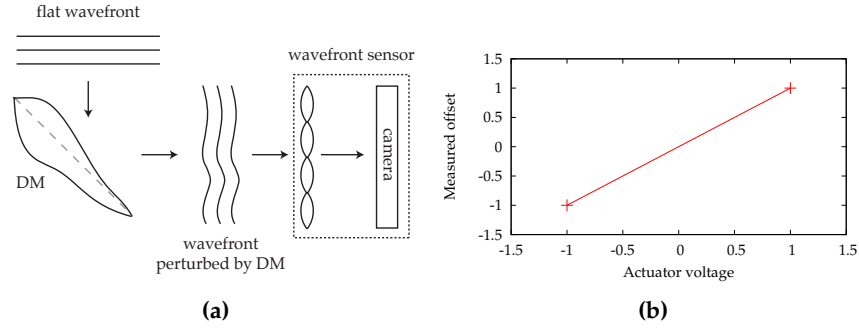 flat wavefront
wavefront sensor
DM
camera
wavefront
perturbed by DM
(a)
Measured offset
1.5
1
0.5
0
-0.5
-1
-1.5
-1.5
-1
-0.5
0
0.5
1
1.5
Actuator voltage
(b)